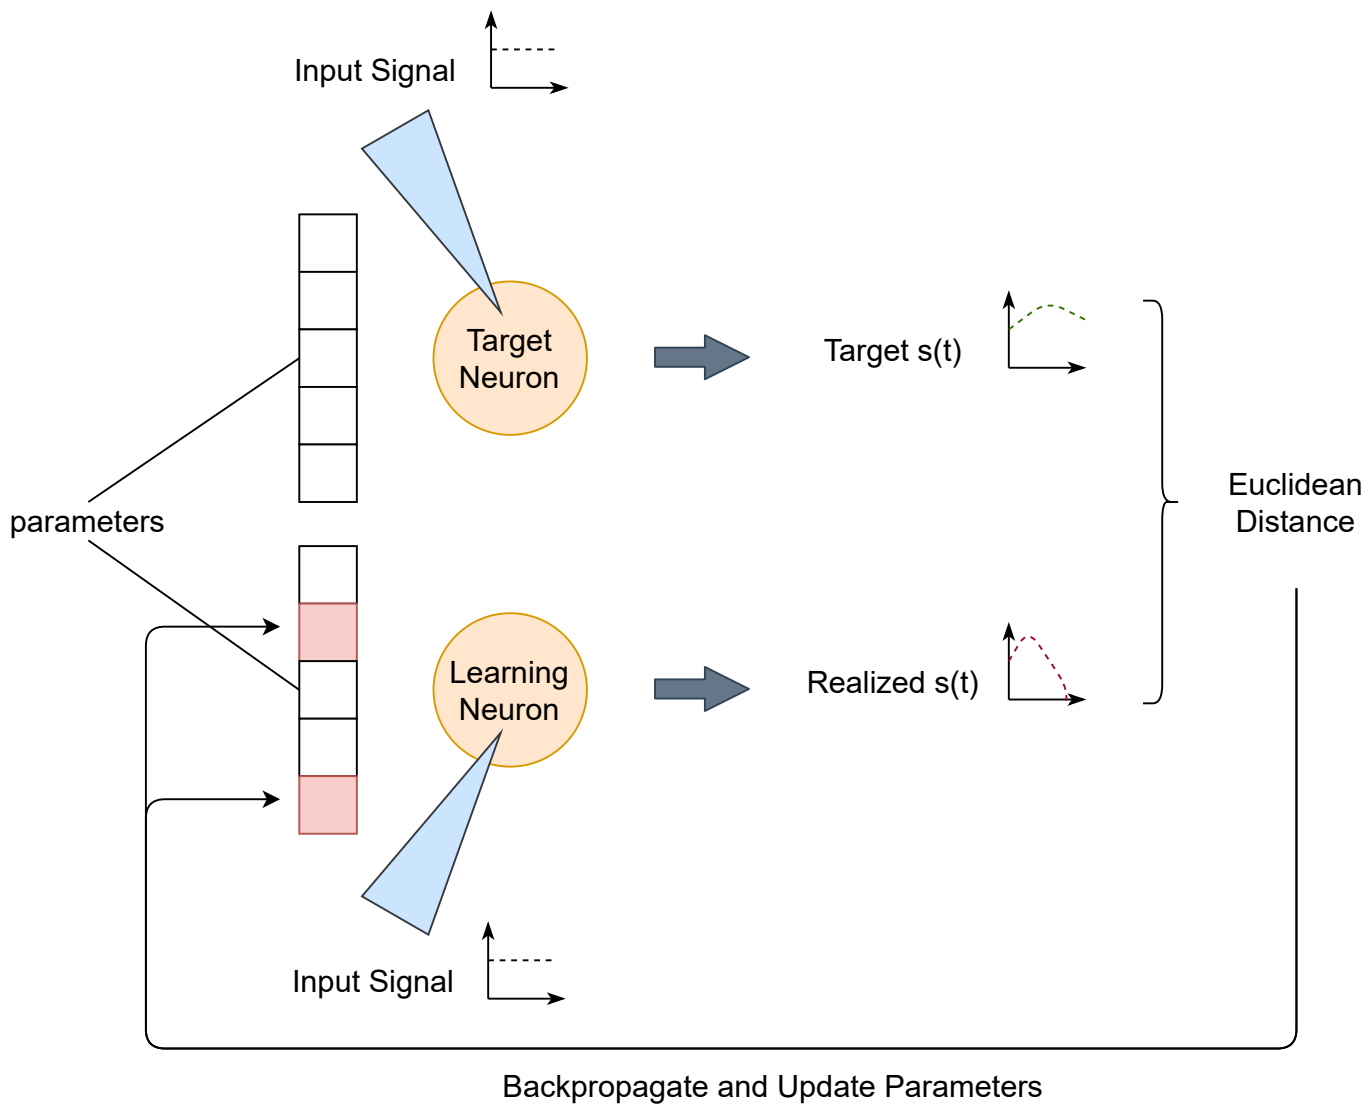 Input Signal
Target
Neuron
Target s(t)
Euclidean
Distance
parameters
Learning
Neuron
Realized s(t)
Input Signal
Backpropagate and Update Parameters